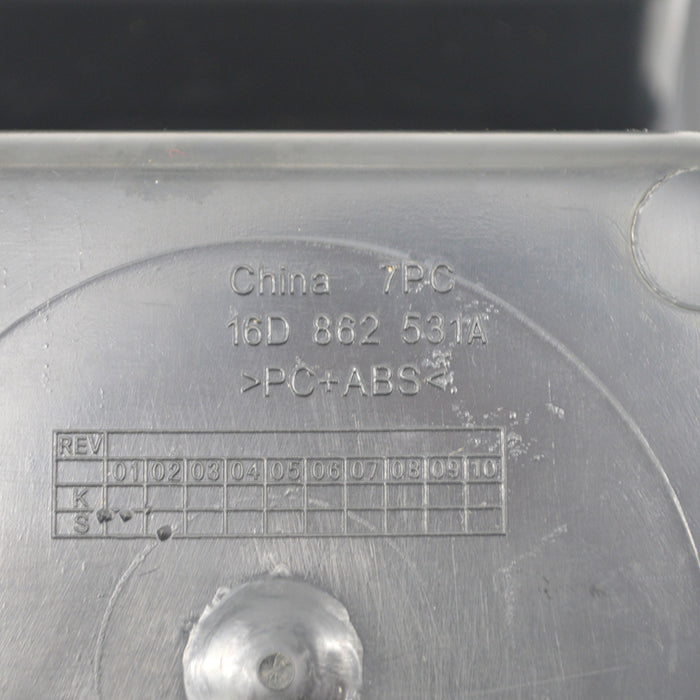 China 7PC
16D 862 531A
>PC+ABS<
REV
01 02 03 04 05 06 07 08 09 10
K
S